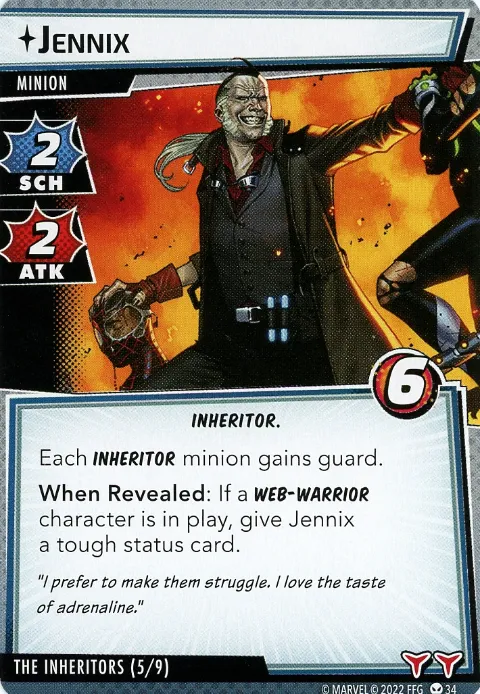 JENNIX
MINION
2
SCH
2
ATK
6
INHERITOR.
Each INHERITOR minion gains guard.
When Revealed: If a WEB-WARRIOR
character is in play, give Jennix
a tough status card.
"I prefer to make them struggle. I love the taste
of adrenaline."
THE INHERITORS (5/9)
© MARVEL © 2022 FFG 34